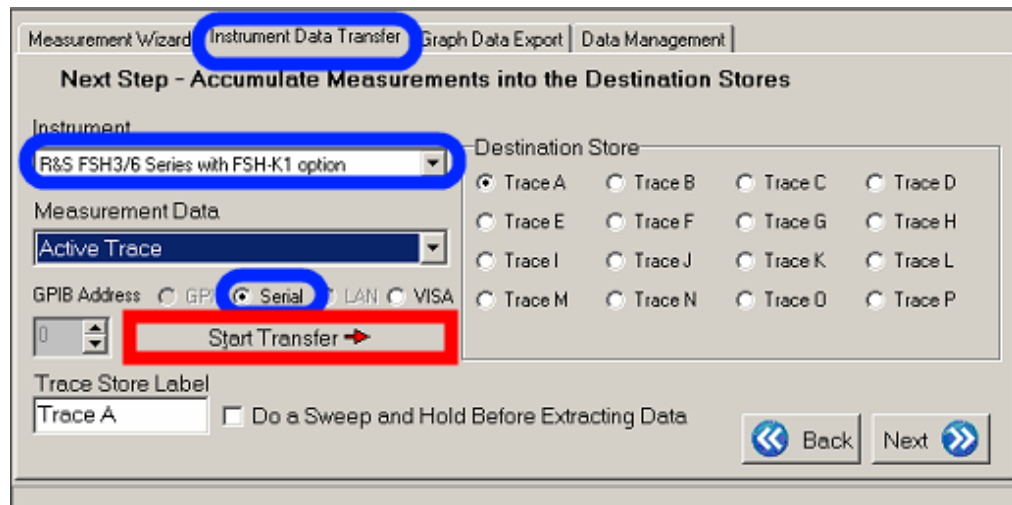 Measurement Wizard Instrument Data Transfer Graph Data Export Data Management
Next Step - Accumulate Measurements into the Destination Stores
Instrument
R&S FSH3/6 Series with FSH-K1 option
Measurement Data
Active Trace
GPIB Address Serial LAN VISA
0
Start Transfer
Trace Store Label
Trace A
Do a Sweep and Hold Before Extracting Data
Destination Store
Trace A Trace B Trace C Trace D
Trace E Trace F Trace G Trace H
Trace I Trace J Trace K Trace L
Trace M Trace N Trace O Trace P
Back Next